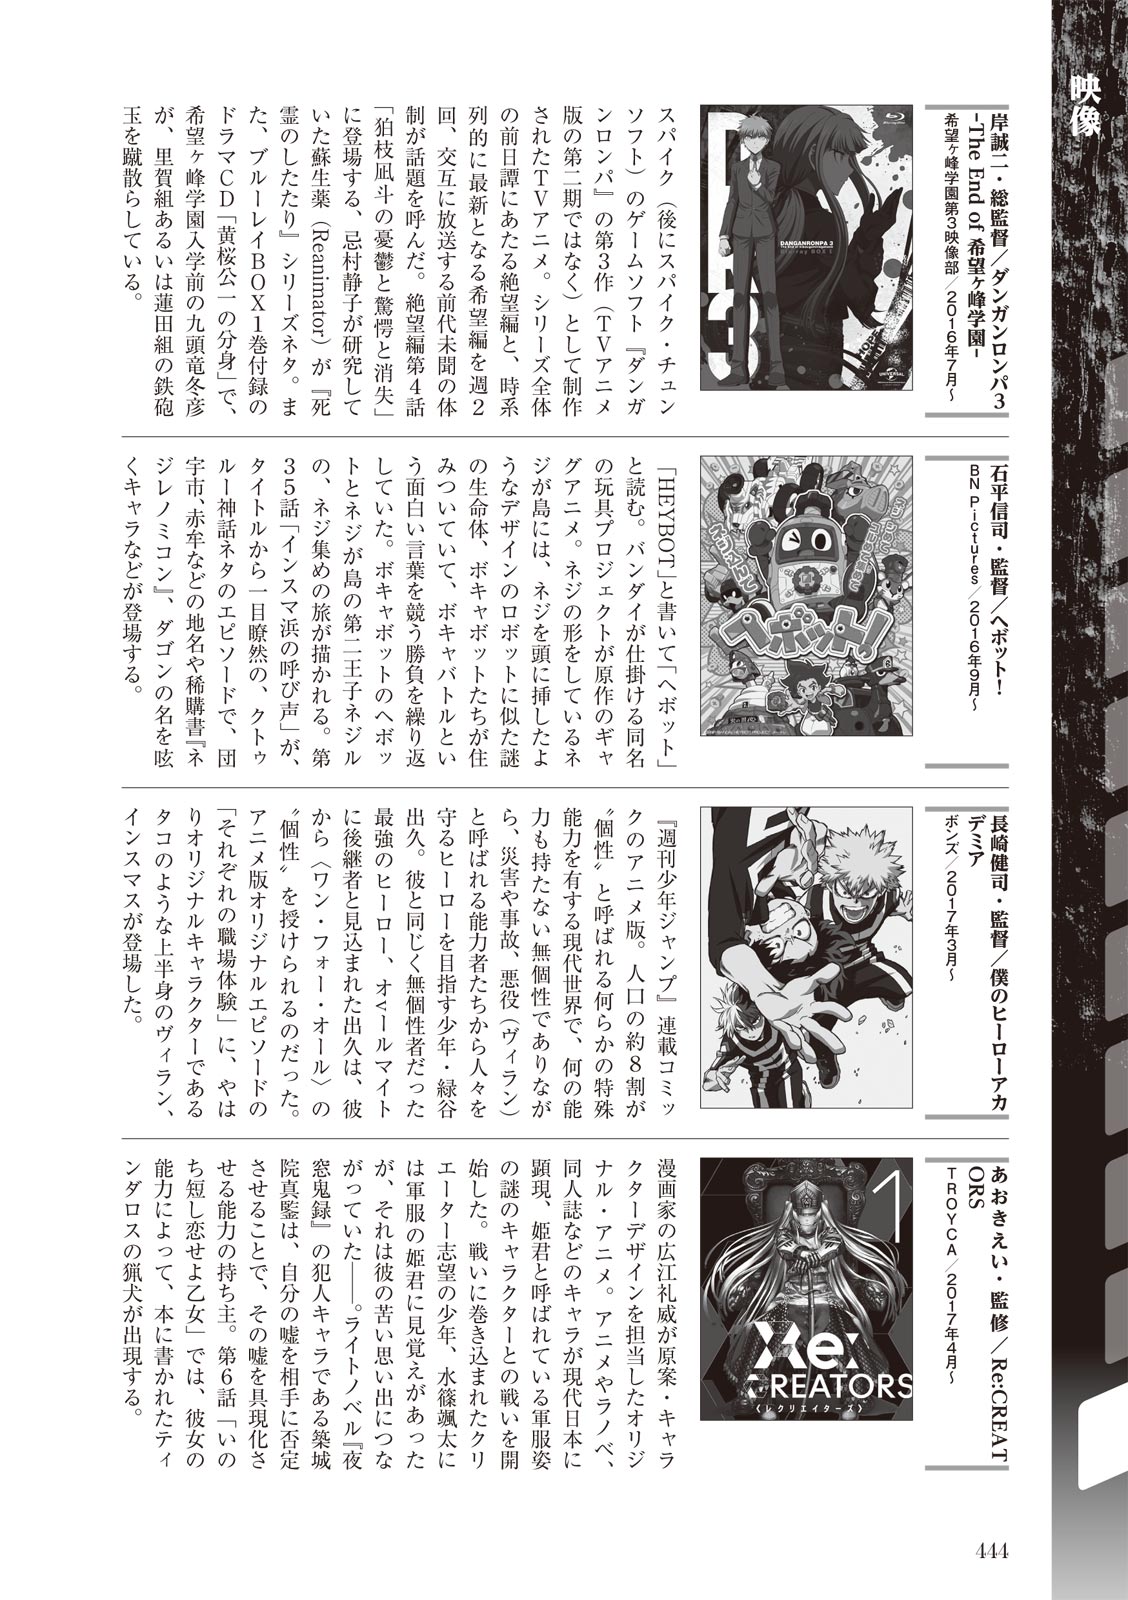 映像
岸誠二・総監督／ダンガンロンパ3
-The End of 希望ヶ峰学園-
希望ヶ峰学園第3映像部／2016年7月〜
DANGANRONPA 3
The End of 希望ヶ峰学園
Blu-ray BOX I
UNIVERSAL
スパイク（後にスパイク・チュン
ソフト）のゲームソフト『ダンガ
ンロンパ』の第3作（TVアニメ
版の第二期ではなく）として制作
されたTVアニメ。シリーズ全体
の前日譚にあたる絶望編と、時系
列的に最新となる希望編を週2
回、交互に放送する前代未聞の体
制が話題を呼んだ。絶望編第4話
「狛枝凪斗の憂鬱と驚愕と消失」
に登場する、忌村静子が研究して
いた蘇生薬（Reanimator）が『死
霊のしたたり』シリーズネタ。ま
た、ブルーレイBOX1巻付録の
ドラマCD「黄桜公一の分身」で、
希望ヶ峰学園入学前の九頭竜冬彦
が、里賀組あるいは蓮田組の鉄砲
玉を蹴散らしている。
石平信司・監督／ヘボット！
BN Pictures／2016年9月〜
ヘボット！
「HEYBOT」と書いて「ヘボット」
と読む。バンダイが仕掛ける同名
の玩具プロジェクトが原作のギャ
グアニメ。ネジの形をしているネ
ジが島には、ネジを頭に挿したよ
うなデザインのロボットに似た謎
の生命体、ボキャボットたちが住
みついていて、ボキャバトルとい
う面白い言葉を競う勝負を繰り返
していた。ボキャボットのヘボッ
トとネジが島の第二王子ネジル
の、ネジ集めの旅が描かれる。第
35話「インスマ浜の呼び声」が、
タイトルから一目瞭然の、クトゥ
ルー神話ネタのエピソードで、団
宇市、赤牟などの地名や稀購書『ネ
ジレノミコン』、ダゴンの名を呟
くキャラなどが登場する。
長崎健司・監督／僕のヒーローアカ
デミア
ボンズ／2017年3月〜
『週刊少年ジャンプ』連載コミッ
クのアニメ版。人口の約8割が
〝個性〟と呼ばれる何らかの特殊
能力を有する現代世界で、何の能
力も持たない無個性でありなが
ら、災害や事故、悪役（ヴィラン）
と呼ばれる能力者たちから人々を
守るヒーローを目指す少年・緑谷
出久。彼と同じく無個性者だった
最強のヒーロー、オールマイト
に後継者と見込まれた出久は、彼
から〈ワン・フォー・オール〉の
〝個性〟を授けられるのだった。
アニメ版オリジナルエピソードの
「それぞれの職場体験」に、やは
りオリジナルキャラクターである
タコのような上半身のヴィラン、
インスマスが登場した。
あおきえい・監修／Re:CREAT
ORS
TROYCA／2017年4月〜
1
Re:
CREATORS
〈レクリエイターズ〉
漫画家の広江礼威が原案・キャラ
クターデザインを担当したオリジ
ナル・アニメ。アニメやラノベ、
同人誌などのキャラが現代日本に
顕現、姫君と呼ばれている軍服姿
の謎のキャラクターとの戦いを開
始した。戦いに巻き込まれたクリ
エーター志望の少年、水篠颯太に
は軍服の姫君に見覚えがあった
が、それは彼の苦い思い出につな
がっていた――。ライトノベル『夜
窓鬼録』の犯人キャラである築城
院真鍳は、自分の嘘を相手に否定
させることで、その嘘を具現化さ
せる能力の持ち主。第6話「いの
ち短し恋せよ乙女」では、彼女の
能力によって、本に書かれたティ
ンダロスの猟犬が出現する。
444